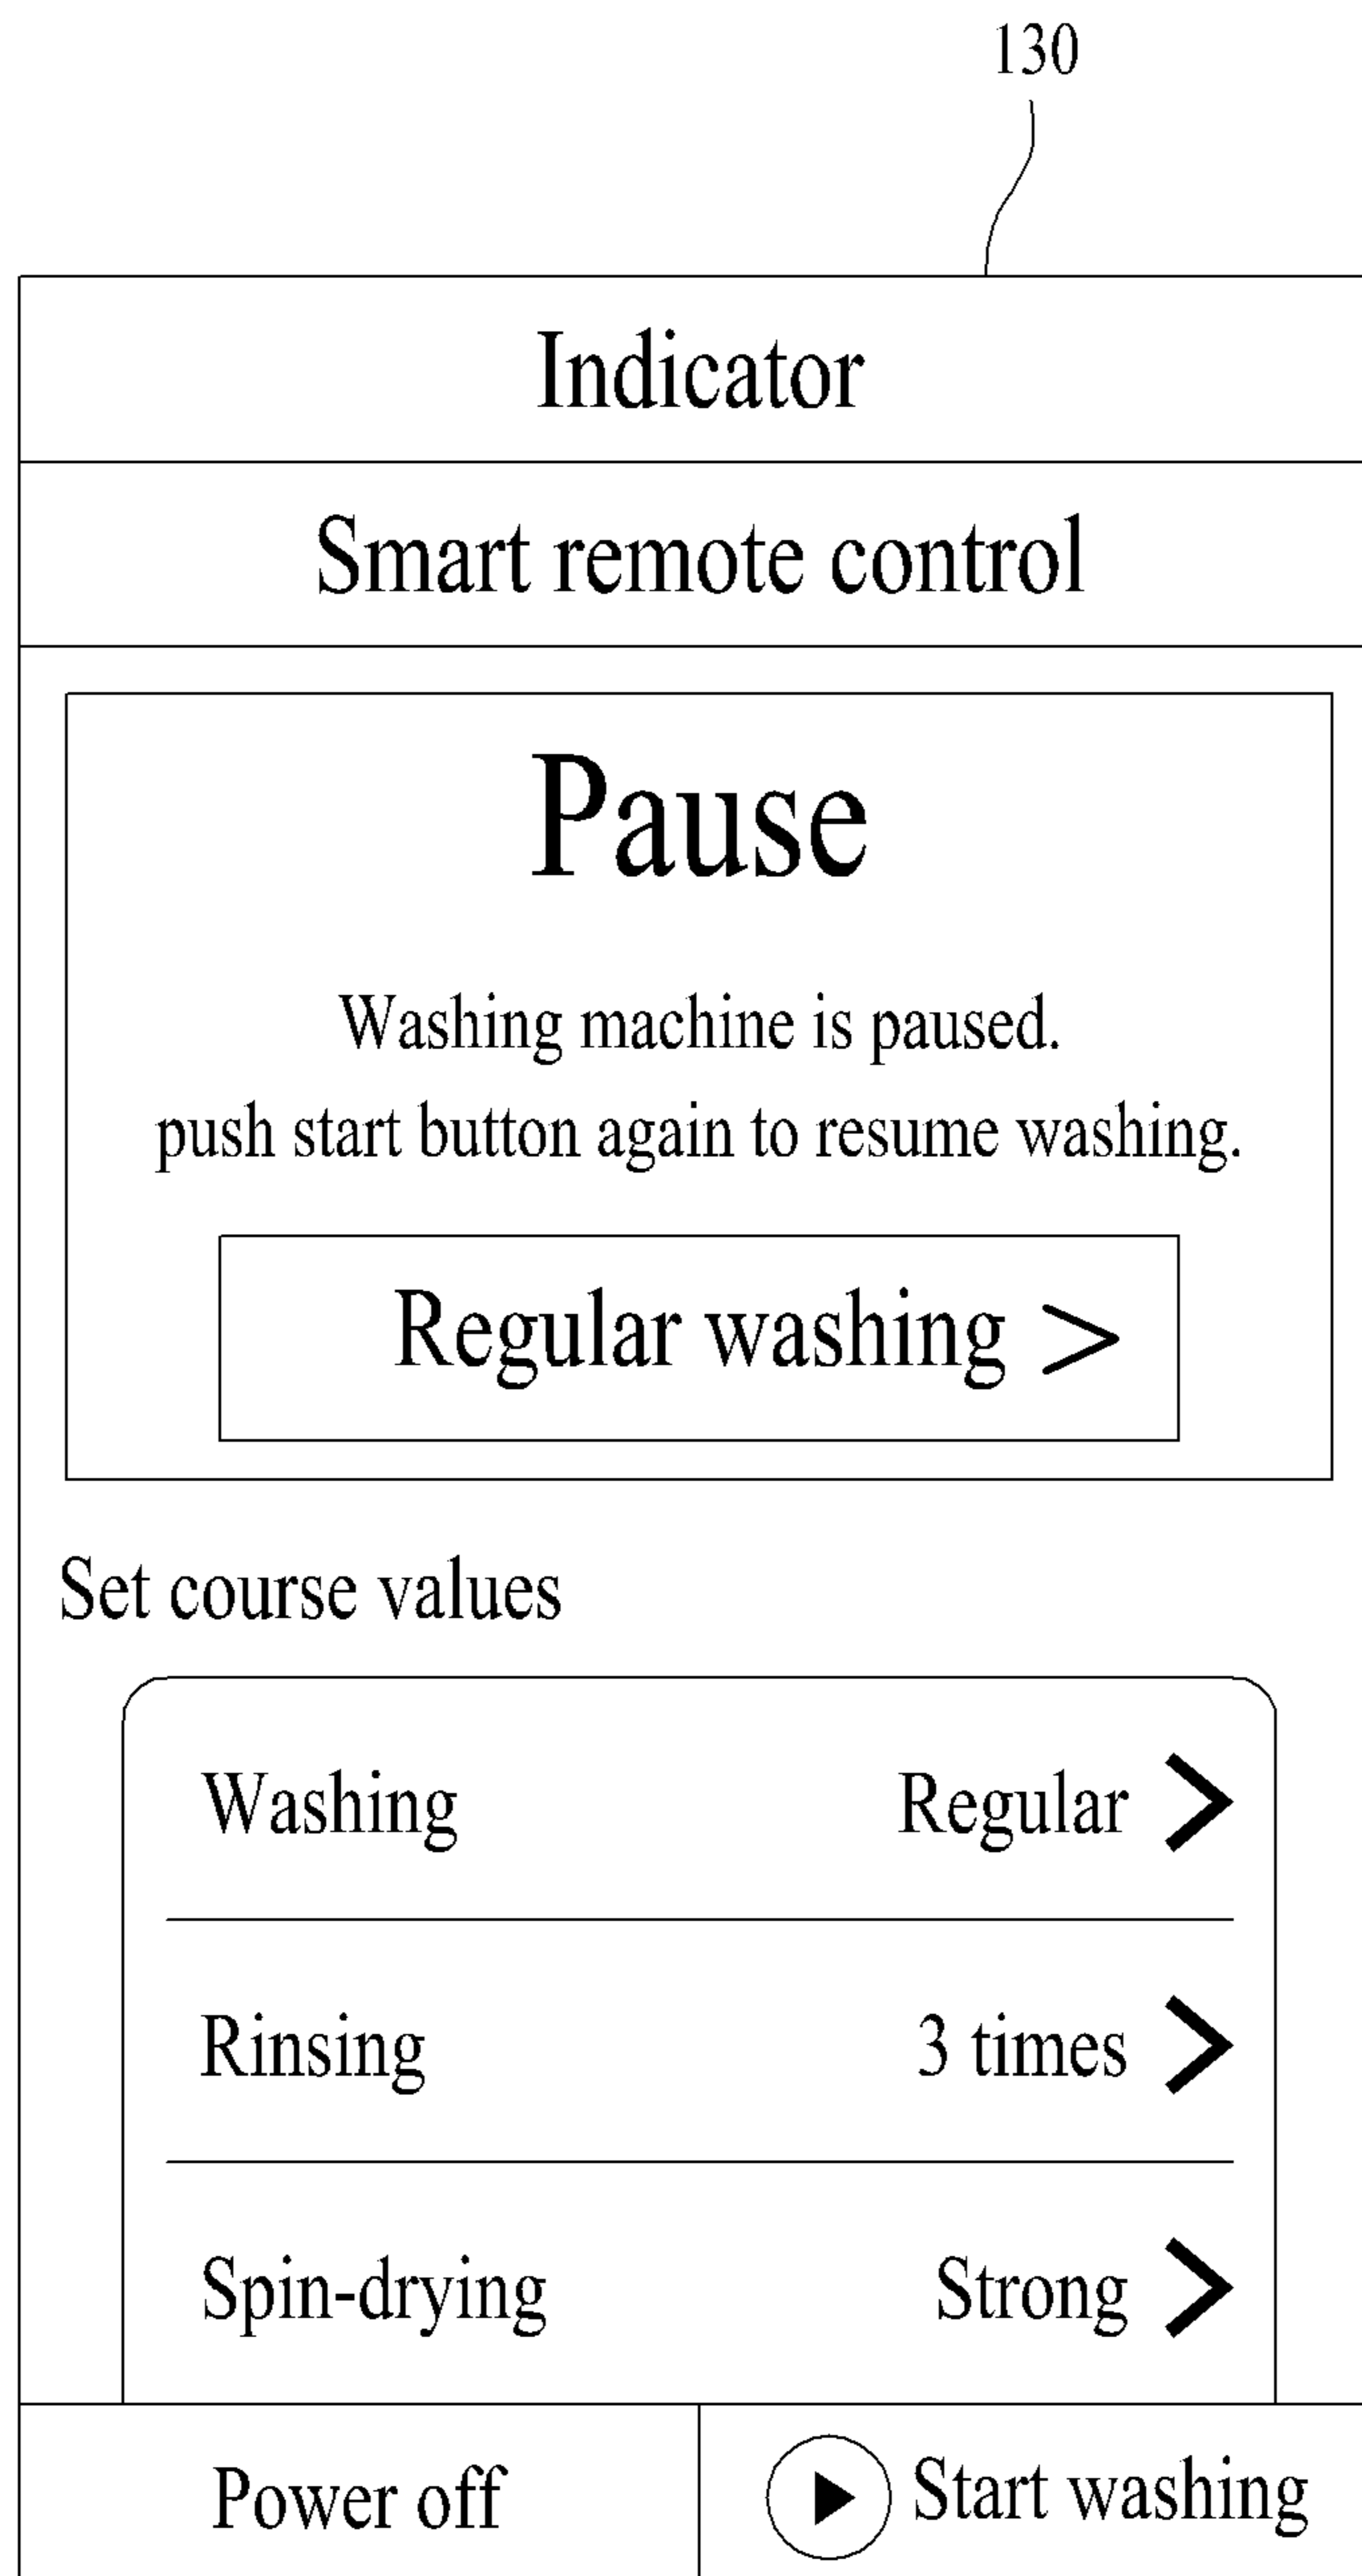 130
Indicator
Smart remote control
Pause
Washing machine is paused.
push start button again to resume washing.
Regular washing >
Set course values
Washing Regular >
Rinsing 3 times >
Spin-drying Strong >
Power off Start washing